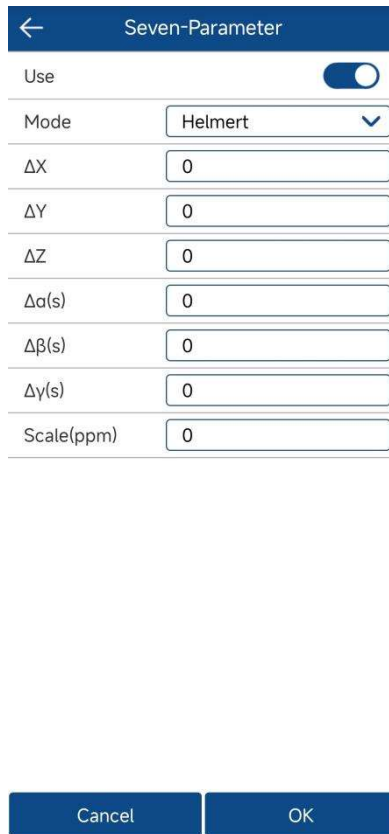 Seven-Parameter
Use
Mode Helmert
ΔX 0
ΔY 0
ΔZ 0
Δα(s) 0
Δβ(s) 0
Δγ(s) 0
Scale(ppm) 0
Cancel OK